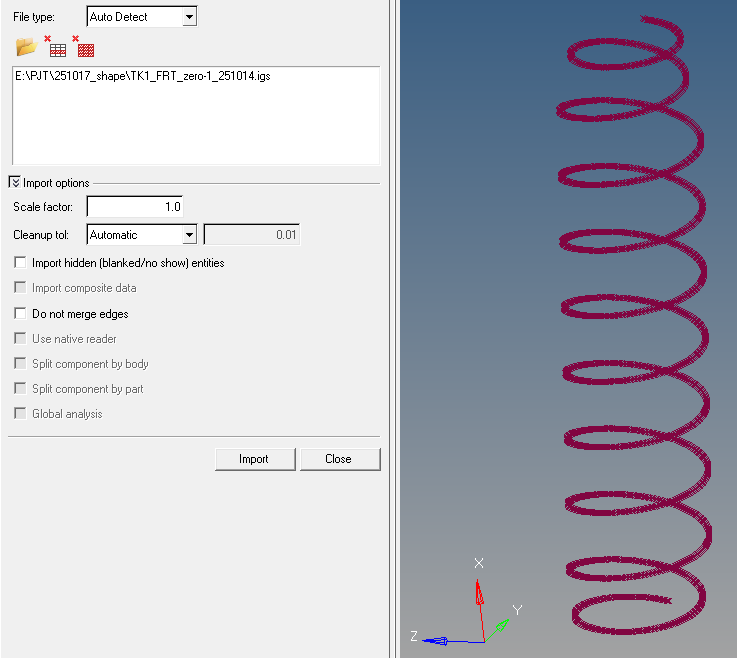 File type: Auto Detect
E:\PJT\251017_shape\TK1_FRT_zero-1_251014.igs
Import options
Scale factor: 1.0
Cleanup tol: Automatic 0.01
Import hidden (blanked/no show) entities
Import composite data
Do not merge edges
Use native reader
Split component by body
Split component by part
Global analysis
Import Close
X
Y
Z